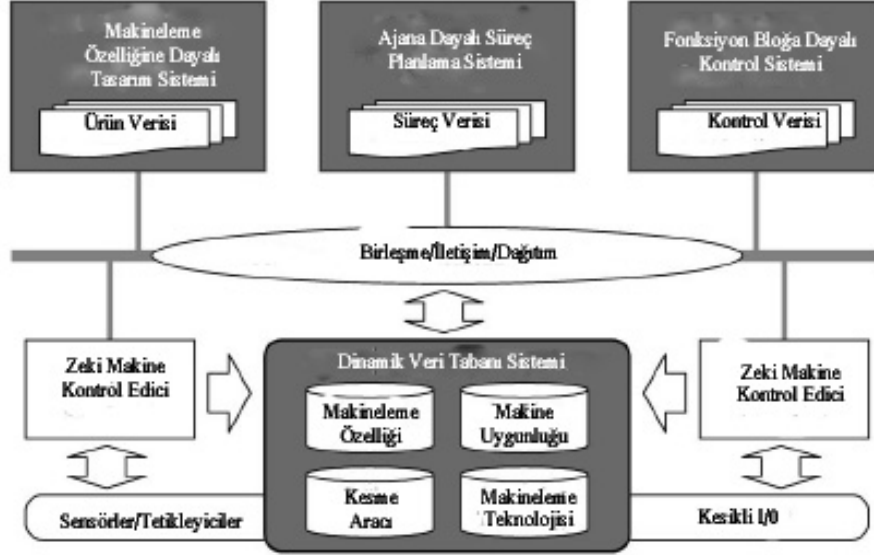 Makineleme
Özelliğine Dayalı
Tasarım Sistemi
Ürün Verisi
Ajana Dayalı Süreç
Planlama Sistemi
Süreç Verisi
Fonksiyon Bloğa Dayalı
Kontrol Sistemi
Kontrol Verisi
Birleşme/İletişim/Dağıtım
Zeki Makine
Kontrol Edici
Dinamik Veri Tabanı Sistemi
Makineleme
Özelliği
Makine
Uygunluğu
Kesme
Aracı
Makineleme
Teknolojisi
Zeki Makine
Kontrol Edici
Sensörler/Tetikleyiciler
Kesikli I/0